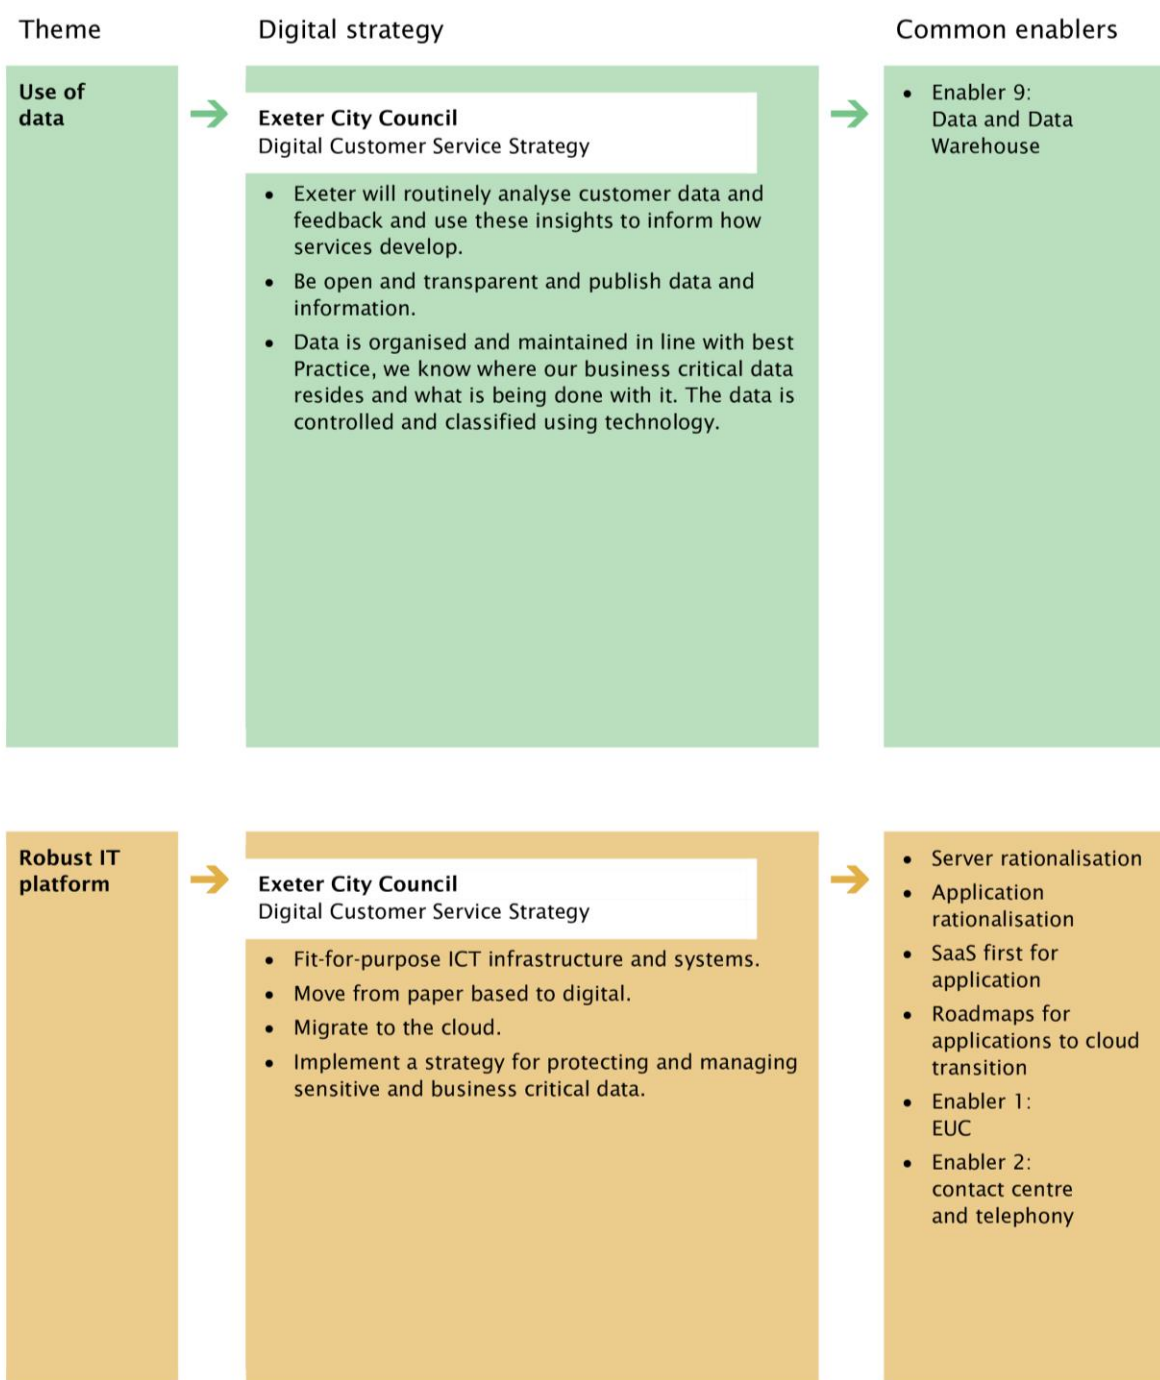 Theme
Digital strategy
Common enablers
Use of
data
Exeter City Council
Digital Customer Service Strategy
• Exeter will routinely analyse customer data and
feedback and use these insights to inform how
services develop.
• Be open and transparent and publish data and
information.
• Data is organised and maintained in line with best
Practice, we know where our business critical data
resides and what is being done with it. The data is
controlled and classified using technology.
• Enabler 9:
Data and Data
Warehouse
Robust IT
platform
Exeter City Council
Digital Customer Service Strategy
• Fit-for-purpose ICT infrastructure and systems.
• Move from paper based to digital.
• Migrate to the cloud.
• Implement a strategy for protecting and managing
sensitive and business critical data.
• Server rationalisation
• Application
rationalisation
• SaaS first for
application
• Roadmaps for
applications to cloud
transition
• Enabler 1:
EUC
• Enabler 2:
contact centre
and telephony